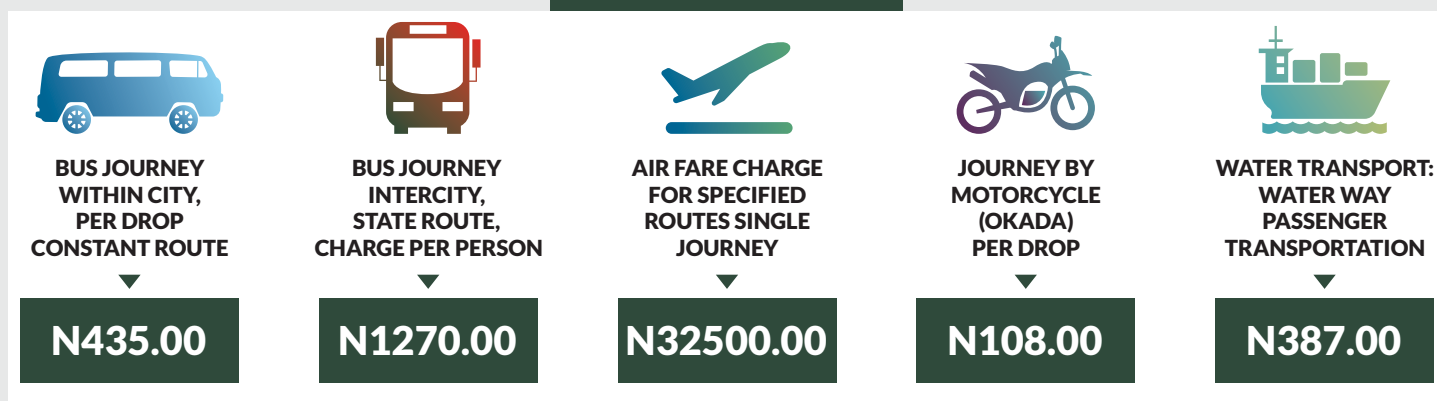 BUS JOURNEY
WITHIN CITY,
PER DROP
CONSTANT ROUTE
N435.00
BUS JOURNEY
INTERCITY,
STATE ROUTE,
CHARGE PER PERSON
N1270.00
AIR FARE CHARGE
FOR SPECIFIED
ROUTES SINGLE
JOURNEY
N32500.00
JOURNEY BY
MOTORCYCLE
(OKADA)
PER DROP
N108.00
WATER TRANSPORT:
WATER WAY
PASSENGER
TRANSPORTATION
N387.00